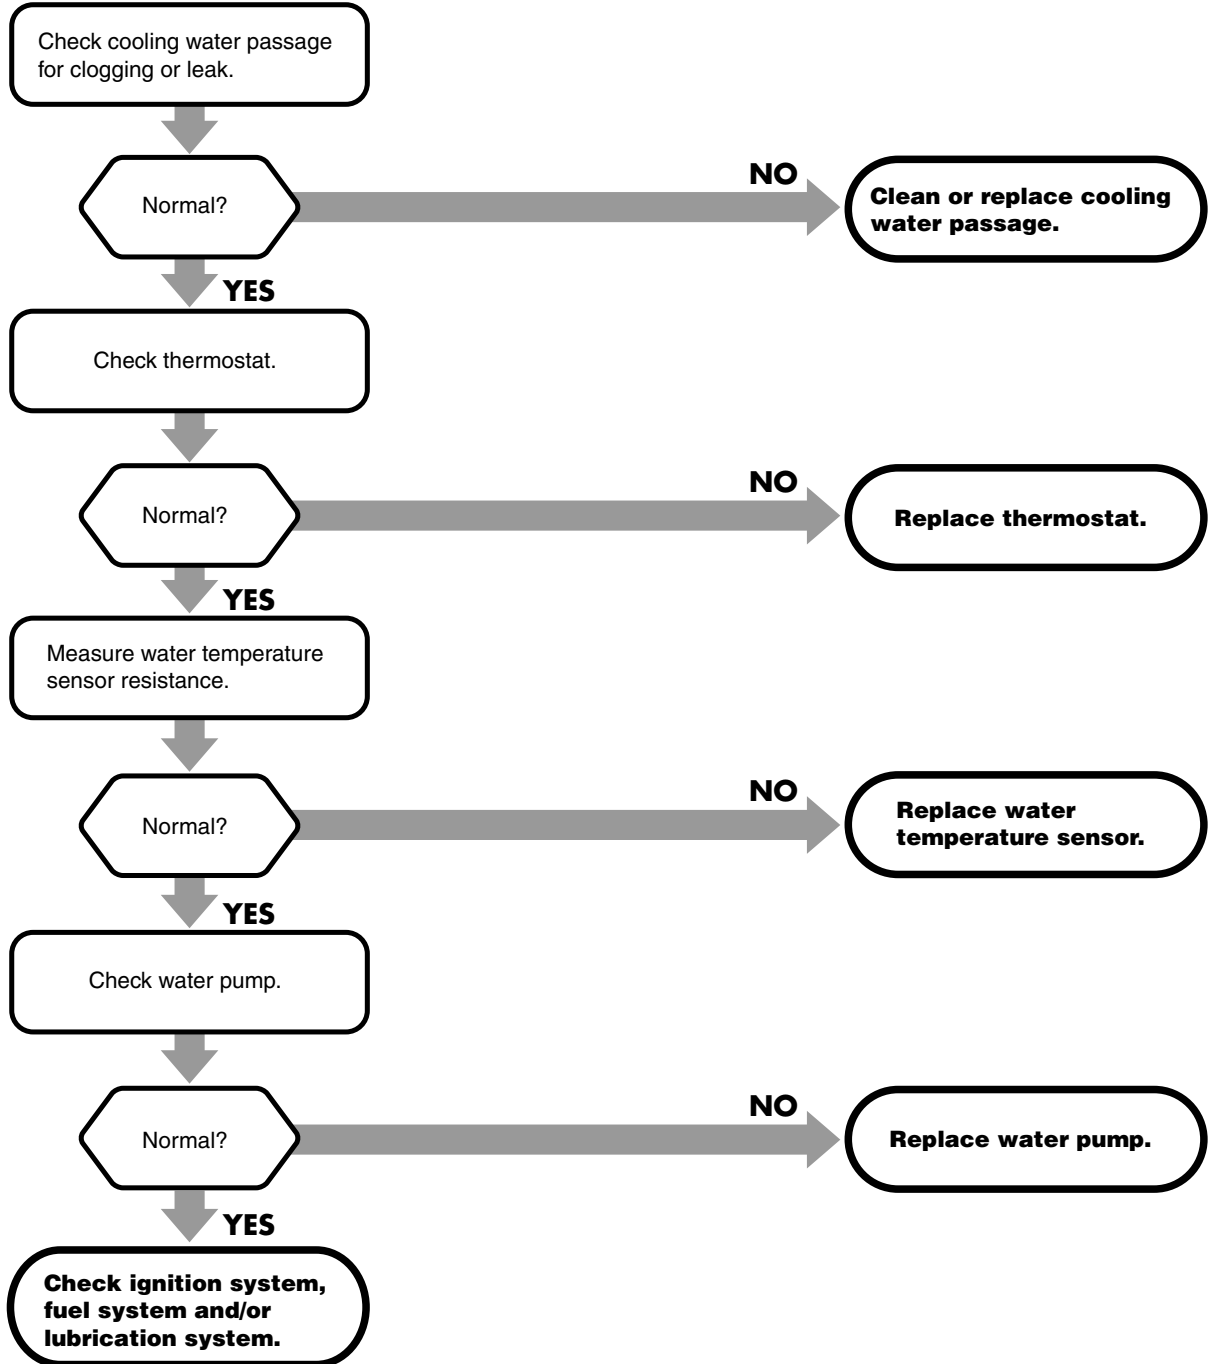 Check cooling water passage
for clogging or leak.
Normal?
NO
Clean or replace cooling
water passage.
YES
Check thermostat.
Normal?
NO
Replace thermostat.
YES
Measure water temperature
sensor resistance.
Normal?
NO
Replace water
temperature sensor.
YES
Check water pump.
Normal?
NO
Replace water pump.
YES
Check ignition system,
fuel system and/or
lubrication system.